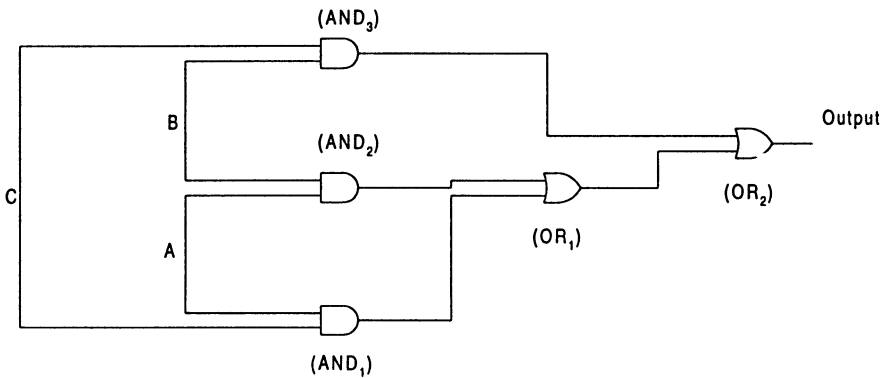 (AND₃)
Output
B
(AND₂)
C
(OR₂)
(OR₁)
A
(AND₁)